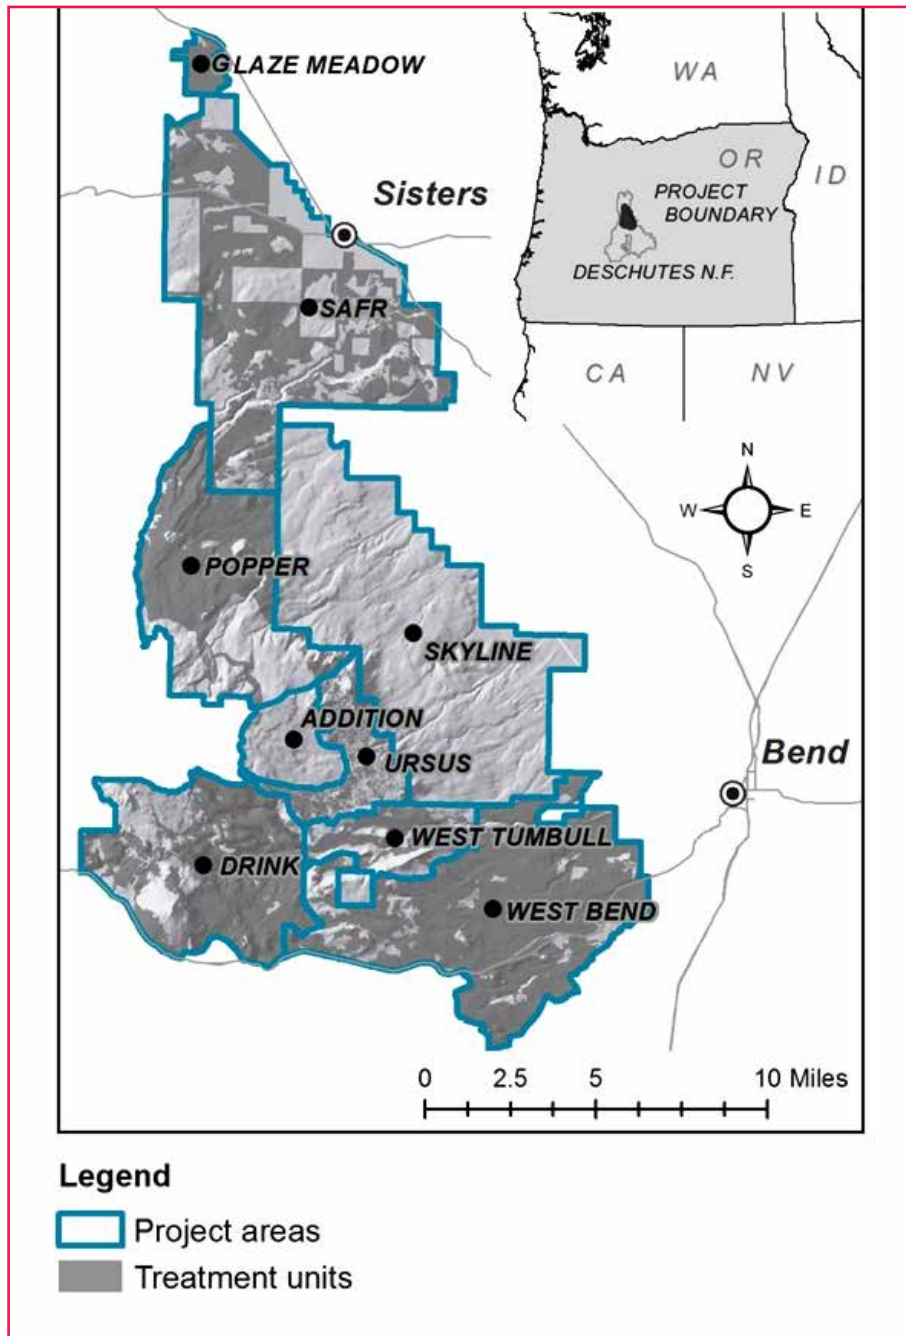 GLAZE MEADOW
WA
OR
ID
PROJECT
BOUNDARY
Sisters
DESCHUTES N.F.
SAFR
CA
NV
N
W
E
S
POPPER
SKYLINE
ADDITION
URSUS
Bend
WEST TUMBULL
DRINK
WEST BEND
0 2.5 5 10 Miles
Legend
Project areas
Treatment units